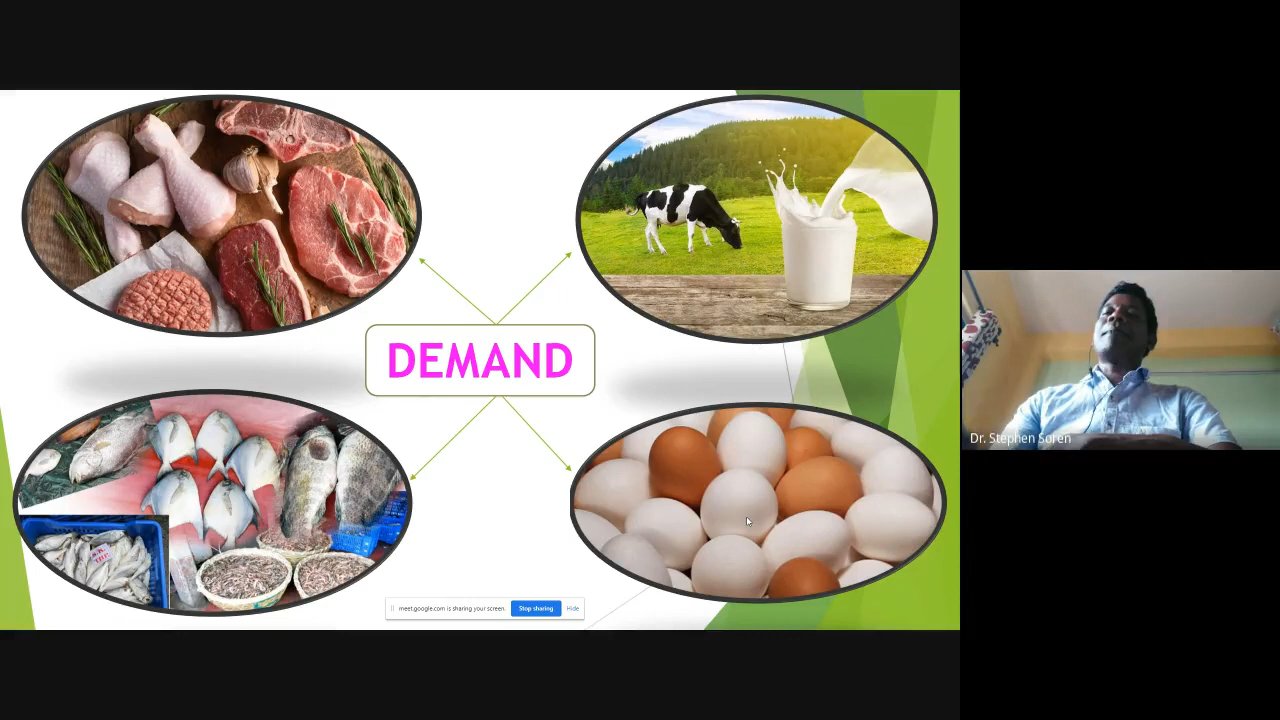 DEMAND
Dr. Stephen Soren
meet.google.com is sharing your screen.
Stop sharing
Hide